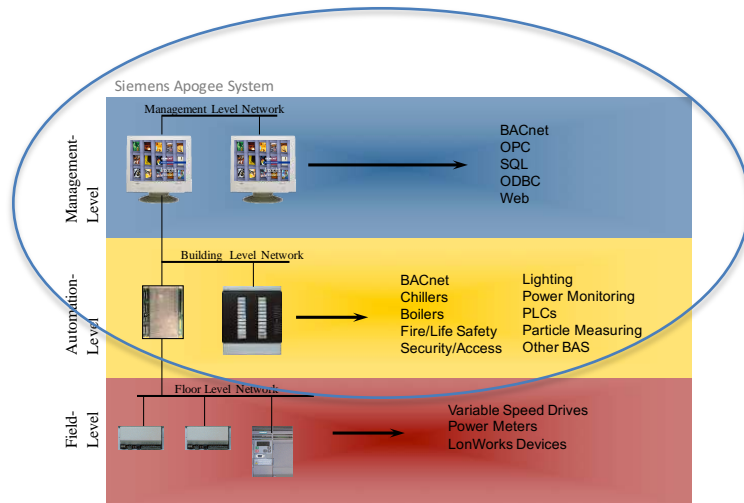 Siemens Apogee System
Management-
Level
Management Level Network
BACnet
OPC
SQL
ODBC
Web
Automation-
Level
Building Level Network
BACnet
Chillers
Boilers
Fire/Life Safety
Security/Access
Lighting
Power Monitoring
PLCs
Particle Measuring
Other BAS
Field-
Level
Floor Level Network
Variable Speed Drives
Power Meters
LonWorks Devices